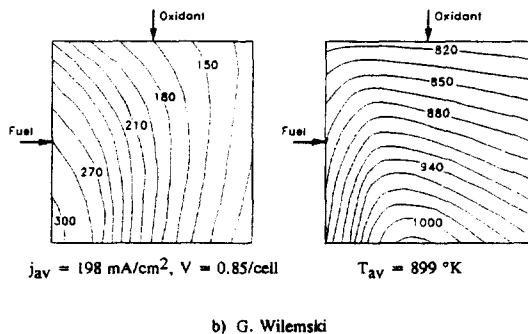 Oxidant
Oxidant
150
180
210
270
300
Fuel
820
850
880
940
1000
Fuel
j_av = 198 mA/cm², V = 0.85/cell
T_av = 899 °K
b) G. Wilemski